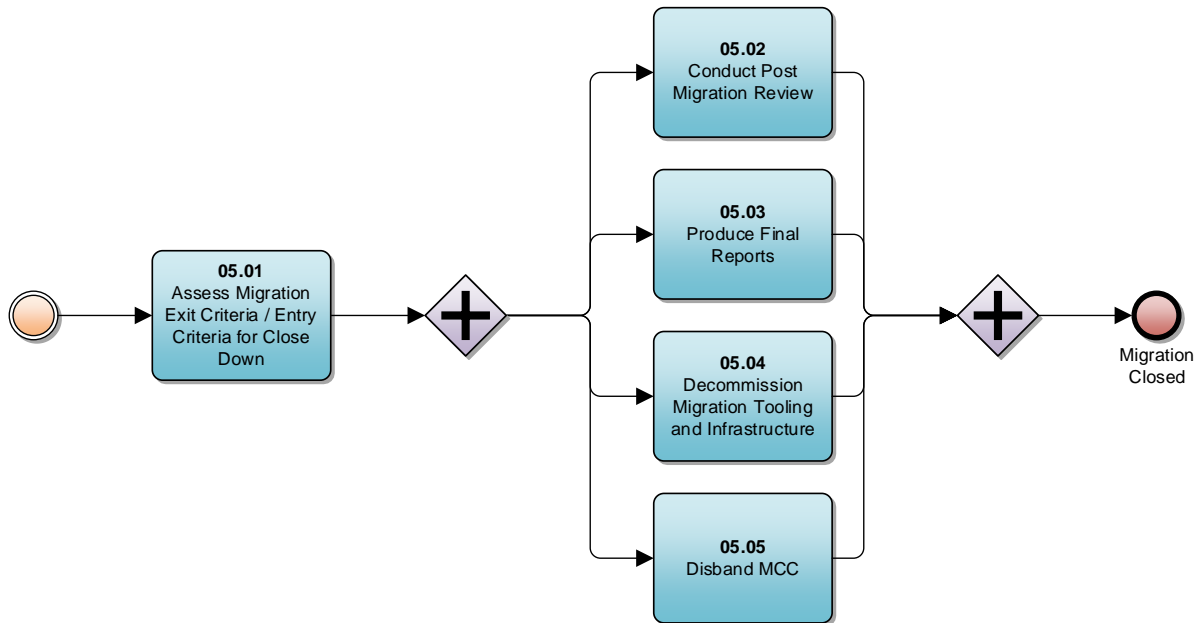 05.02
Conduct Post
Migration Review
05.03
Produce Final
Reports
05.01
Assess Migration
Exit Criteria / Entry
Criteria for Close
Down
05.04
Decommission
Migration Tooling
and Infrastructure
05.05
Disband MCC
Migration
Closed